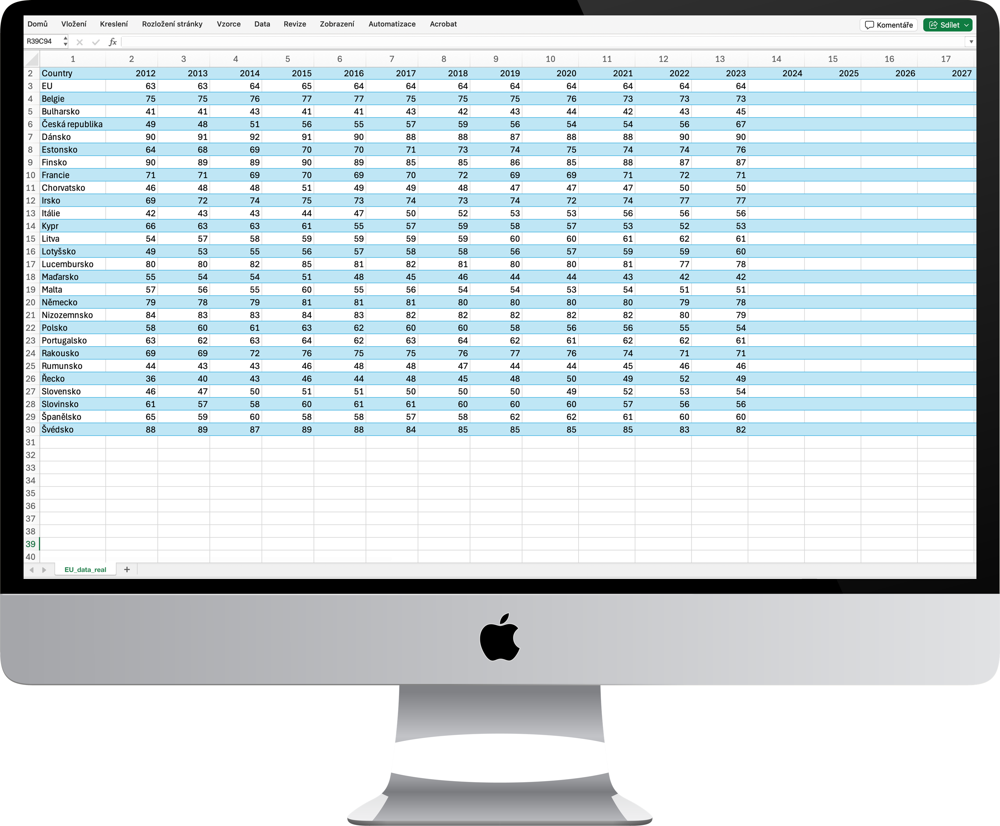 Domů Vložení Kreslení Rozložení stránky Vzorce Data Revize Zobrazení Automatizace Acrobat Komentáře Sdílet
R39C94 fx
1 2 3 4 5 6 7 8 9 10 11 12 13 14 15 16 17
2 Country 2012 2013 2014 2015 2016 2017 2018 2019 2020 2021 2022 2023 2024 2025 2026 2027
3 EU 63 63 64 65 64 64 64 64 64 64 64 64
4 Belgie 75 75 76 77 77 75 75 75 76 73 73 73
5 Bulharsko 41 41 43 41 41 43 42 43 44 42 43 45
6 Česká republika 49 48 51 56 55 57 59 56 54 54 56 67
7 Dánsko 90 91 92 91 90 88 88 87 88 88 90 90
8 Estonsko 64 68 69 70 70 71 73 74 75 74 74 76
9 Finsko 90 89 89 90 89 85 85 86 85 88 87 87
10 Francie 71 71 69 70 69 70 72 69 69 71 72 71
11 Chorvatsko 46 48 48 51 49 49 48 47 47 47 50 50
12 Irsko 69 72 74 75 73 74 73 74 72 74 77 77
13 Itálie 42 43 43 44 47 50 52 53 53 56 56 56
14 Kypr 66 63 63 61 55 57 59 58 57 53 52 53
15 Litva 54 57 58 59 59 59 59 60 60 61 62 61
16 Lotyšsko 49 53 55 56 57 58 58 56 57 59 59 60
17 Lucembursko 80 80 82 85 81 82 81 80 80 81 77 78
18 Maďarsko 55 54 54 51 48 45 46 44 44 43 42 42
19 Malta 57 56 55 60 55 56 54 54 53 54 51 51
20 Německo 79 78 79 81 81 81 80 80 80 80 79 78
21 Nizozemnsko 84 83 83 84 83 82 82 82 82 82 80 79
22 Polsko 58 60 61 63 62 60 60 58 56 56 55 54
23 Portugalsko 63 62 63 64 62 63 64 62 61 62 62 61
24 Rakousko 69 69 72 76 75 75 76 77 76 74 71 71
25 Rumunsko 44 43 43 46 48 48 47 44 44 45 46 46
26 Řecko 36 40 43 46 44 48 45 48 50 49 52 49
27 Slovensko 46 47 50 51 51 50 50 50 49 52 53 54
28 Slovinsko 61 57 58 60 61 61 60 60 60 57 56 56
29 Španělsko 65 59 60 58 58 57 58 62 62 61 60 60
30 Švédsko 88 89 87 89 88 84 85 85 85 85 83 82
31
32
33
34
35
36
37
38
39
40
EU_data_real +